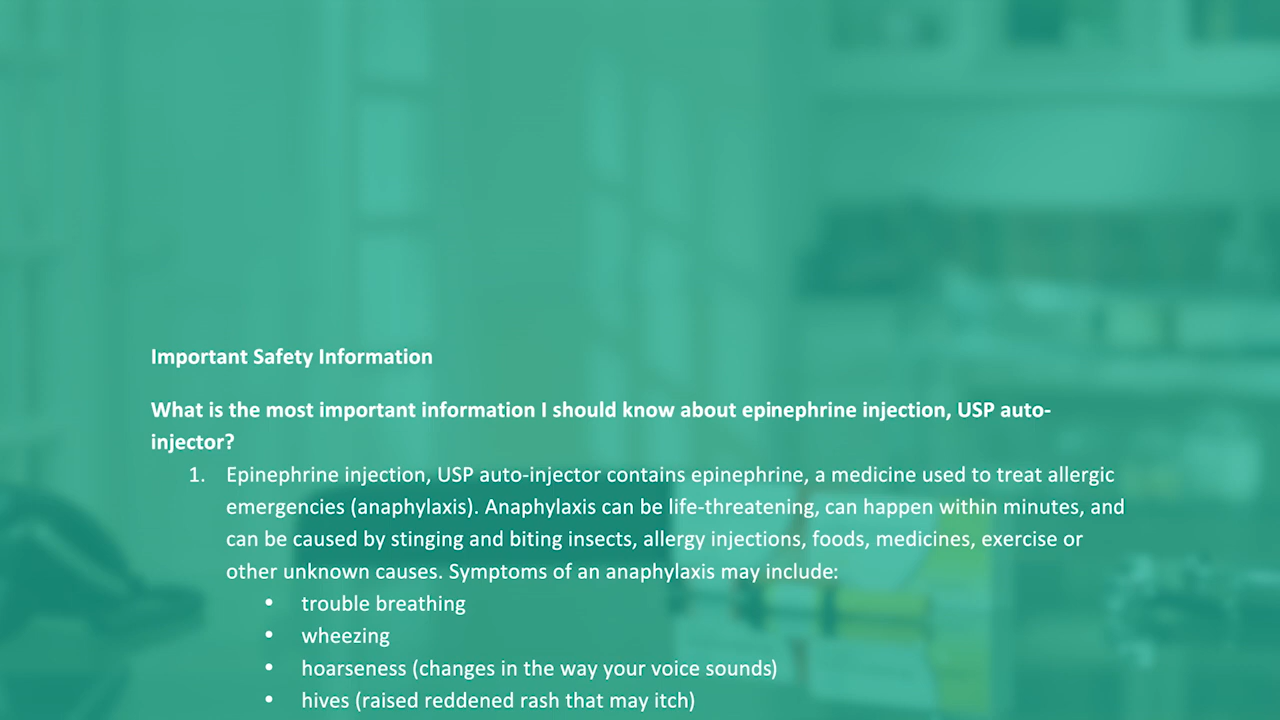 Important Safety Information
What is the most important information I should know about epinephrine injection, USP auto-
injector?
1. Epinephrine injection, USP auto-injector contains epinephrine, a medicine used to treat allergic
emergencies (anaphylaxis). Anaphylaxis can be life-threatening, can happen within minutes, and
can be caused by stinging and biting insects, allergy injections, foods, medicines, exercise or
other unknown causes. Symptoms of an anaphylaxis may include:
• trouble breathing
• wheezing
• hoarseness (changes in the way your voice sounds)
• hives (raised reddened rash that may itch)